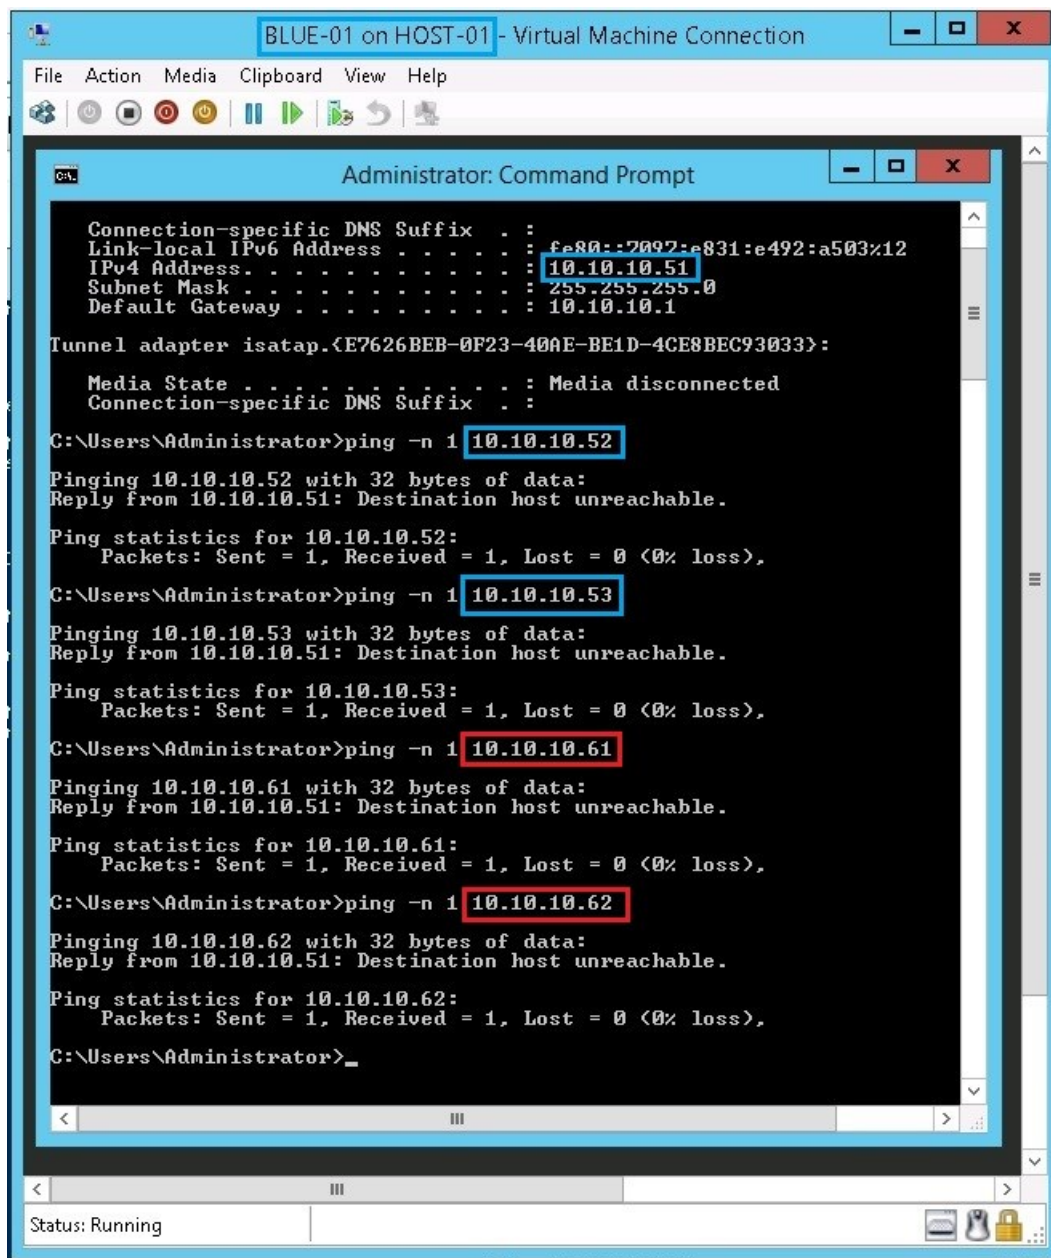 BLUE-01 on HOST-01 - Virtual Machine Connection
File Action Media Clipboard View Help
Administrator: Command Prompt
Connection-specific DNS Suffix . :
Link-local IPv6 Address . . . . . : fe80::7097:e831:e492:a503%12
IPv4 Address. . . . . . . . . . . : 10.10.10.51
Subnet Mask . . . . . . . . . . . : 255.255.255.0
Default Gateway . . . . . . . . . : 10.10.10.1
Tunnel adapter isatap.{E7626BEB-0F23-40AE-BE1D-4CE8BEC93033}:
Media State . . . . . . . . . . . : Media disconnected
Connection-specific DNS Suffix . :
C:\Users\Administrator>ping -n 1 10.10.10.52
Pinging 10.10.10.52 with 32 bytes of data:
Reply from 10.10.10.51: Destination host unreachable.
Ping statistics for 10.10.10.52:
Packets: Sent = 1, Received = 1, Lost = 0 (0% loss),
C:\Users\Administrator>ping -n 1 10.10.10.53
Pinging 10.10.10.53 with 32 bytes of data:
Reply from 10.10.10.51: Destination host unreachable.
Ping statistics for 10.10.10.53:
Packets: Sent = 1, Received = 1, Lost = 0 (0% loss),
C:\Users\Administrator>ping -n 1 10.10.10.61
Pinging 10.10.10.61 with 32 bytes of data:
Reply from 10.10.10.51: Destination host unreachable.
Ping statistics for 10.10.10.61:
Packets: Sent = 1, Received = 1, Lost = 0 (0% loss),
C:\Users\Administrator>ping -n 1 10.10.10.62
Pinging 10.10.10.62 with 32 bytes of data:
Reply from 10.10.10.51: Destination host unreachable.
Ping statistics for 10.10.10.62:
Packets: Sent = 1, Received = 1, Lost = 0 (0% loss),
C:\Users\Administrator>_
Status: Running